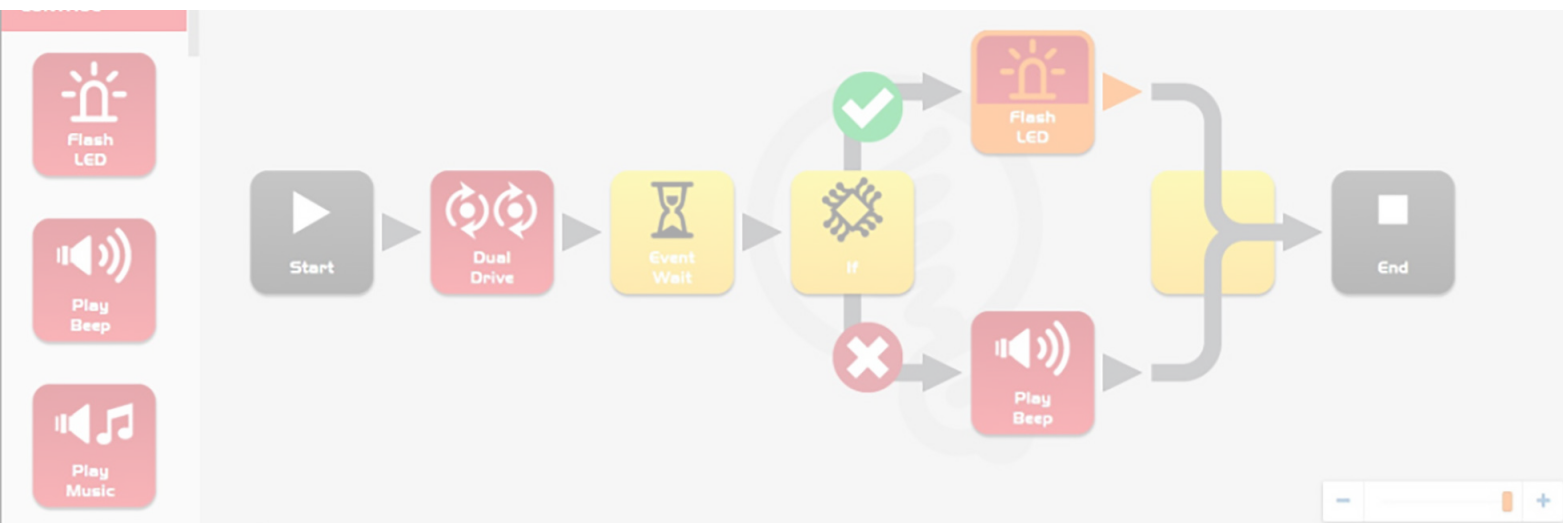 Flash
LED
Play
Beep
Play
Music
Start
Dual
Drive
Event
Wait
If
Flash
LED
Play
Beep
End